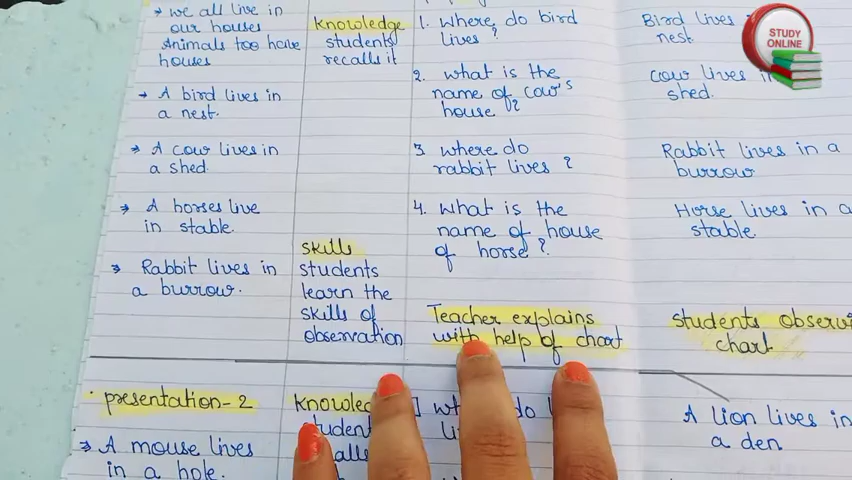 → we all live in
our houses
Animals too have
houses
→ A bird lives in
a nest.
→ A cow lives in
a shed.
→ A horses live
in stable.
→ Rabbit lives in
a burrow.
Knowledge
students
recalls it
skills
students
learn the
skills of
observation
1. Where do bird
lives?
2. what is the
name of cow's
house?
3 where do
rabbit lives?
4. What is the
name of house
of horse?
Teacher explains
with help of chart
Bird lives
nest
cow lives in
shed.
Rabbit lives in a
burrow
Horse lives in a
stable
students
chart
• presentation-2
⇒ A mouse lives
in a hole.
A lion lives in
a den
STUDY
ONLINE